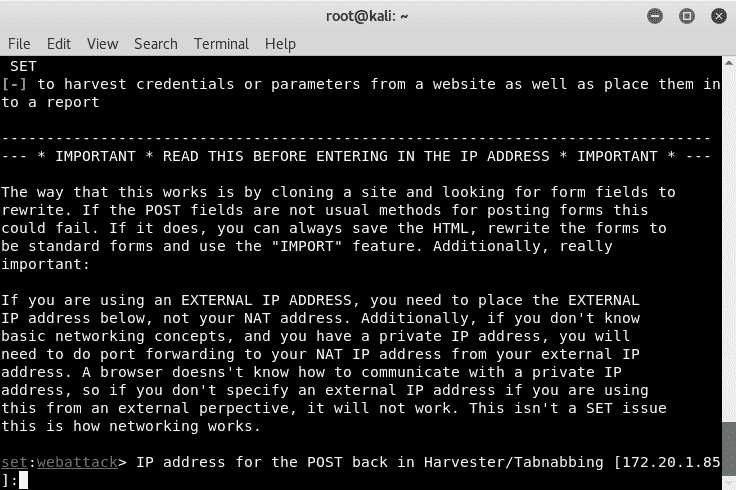 root@kali: ~
File Edit View Search Terminal Help
SET
[-] to harvest credentials or parameters from a website as well as place them in
to a report
-------------------------------------------------------------------------------
--- * IMPORTANT * READ THIS BEFORE ENTERING IN THE IP ADDRESS * IMPORTANT * ---
The way that this works is by cloning a site and looking for form fields to
rewrite. If the POST fields are not usual methods for posting forms this
could fail. If it does, you can always save the HTML, rewrite the forms to
be standard forms and use the "IMPORT" feature. Additionally, really
important:
If you are using an EXTERNAL IP ADDRESS, you need to place the EXTERNAL
IP address below, not your NAT address. Additionally, if you don't know
basic networking concepts, and you have a private IP address, you will
need to do port forwarding to your NAT IP address from your external IP
address. A browser doesns't know how to communicate with a private IP
address, so if you don't specify an external IP address if you are using
this from an external perpective, it will not work. This isn't a SET issue
this is how networking works.
set:webattack> IP address for the POST back in Harvester/Tabnabbing [172.20.1.85
]: